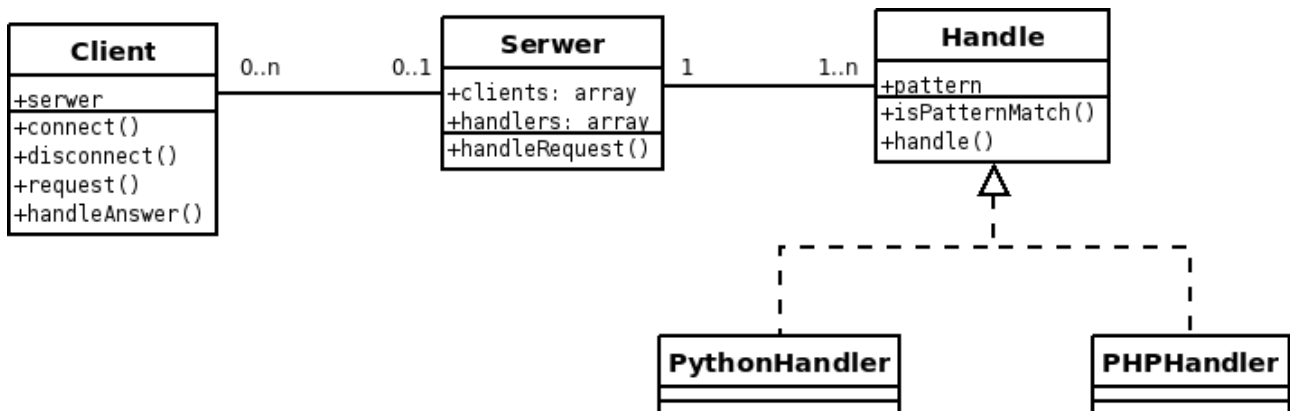 Client
+serwer
+connect()
+disconnect()
+request()
+handleAnswer()
0..n
0..1
Serwer
+clients: array
+handlers: array
+handleRequest()
1
1..n
Handle
+pattern
+isPatternMatch()
+handle()
PythonHandler
PHPHandler